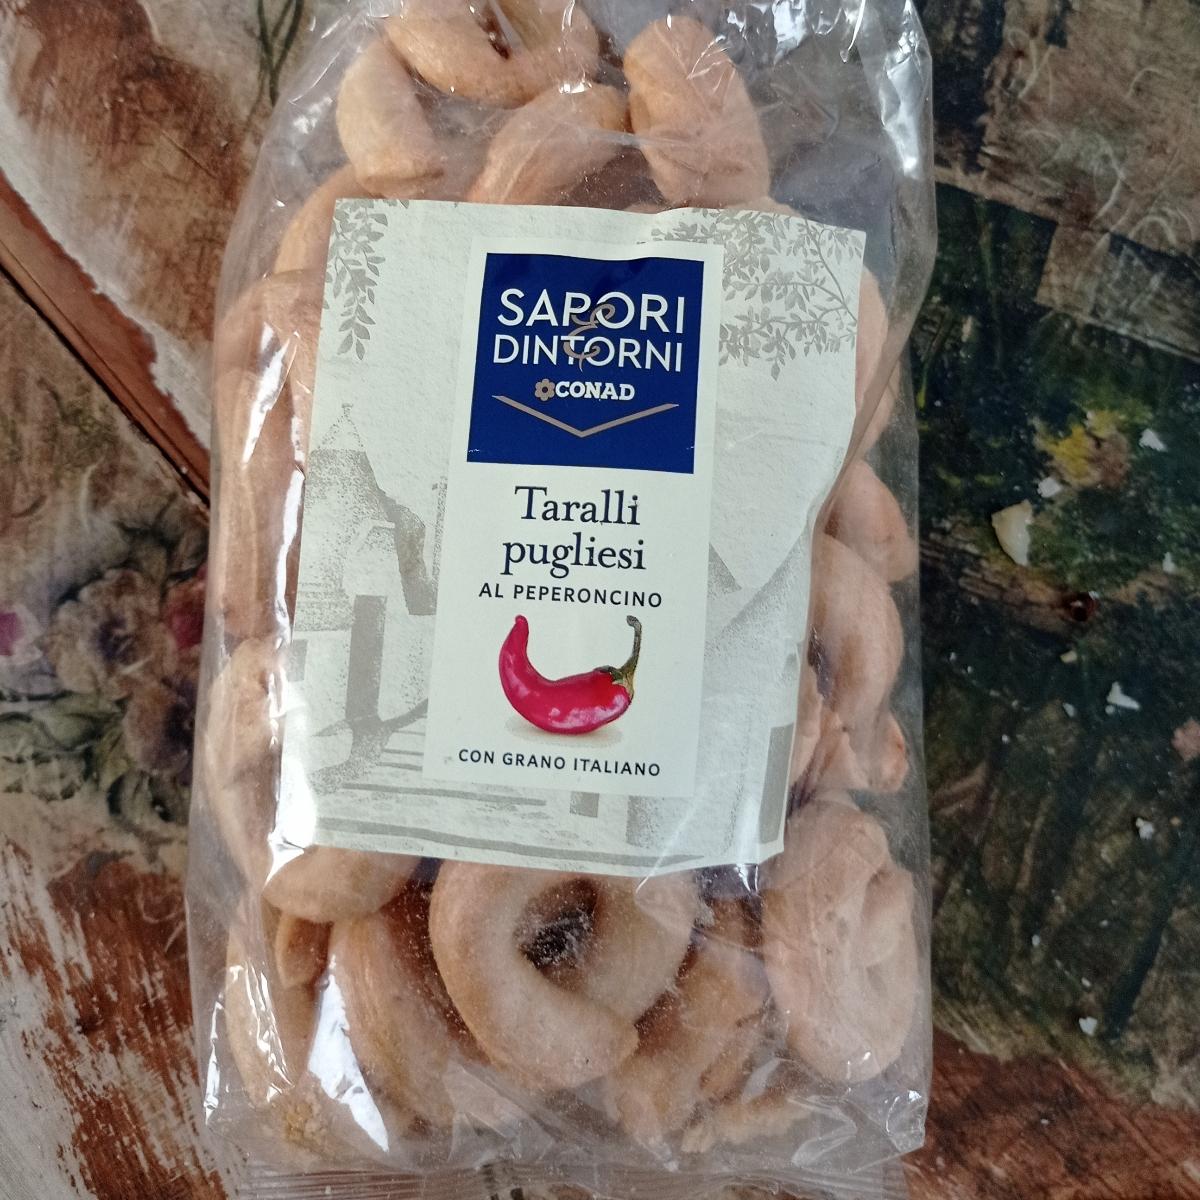 SAPORI
&
DINTORNI
CONAD
Taralli
pugliesi
AL PEPERONCINO
CON GRANO ITALIANO